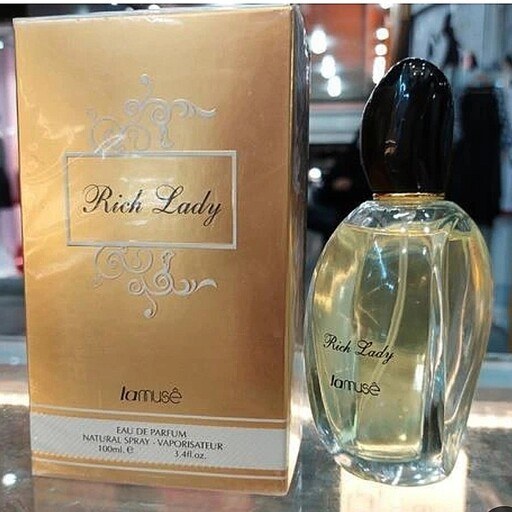 Rich Lady
lamusê
EAU DE PARFUM
NATURAL SPRAY - VAPORISATEUR
100ml. e 3.4fl.oz.
Rich Lady
lamusê